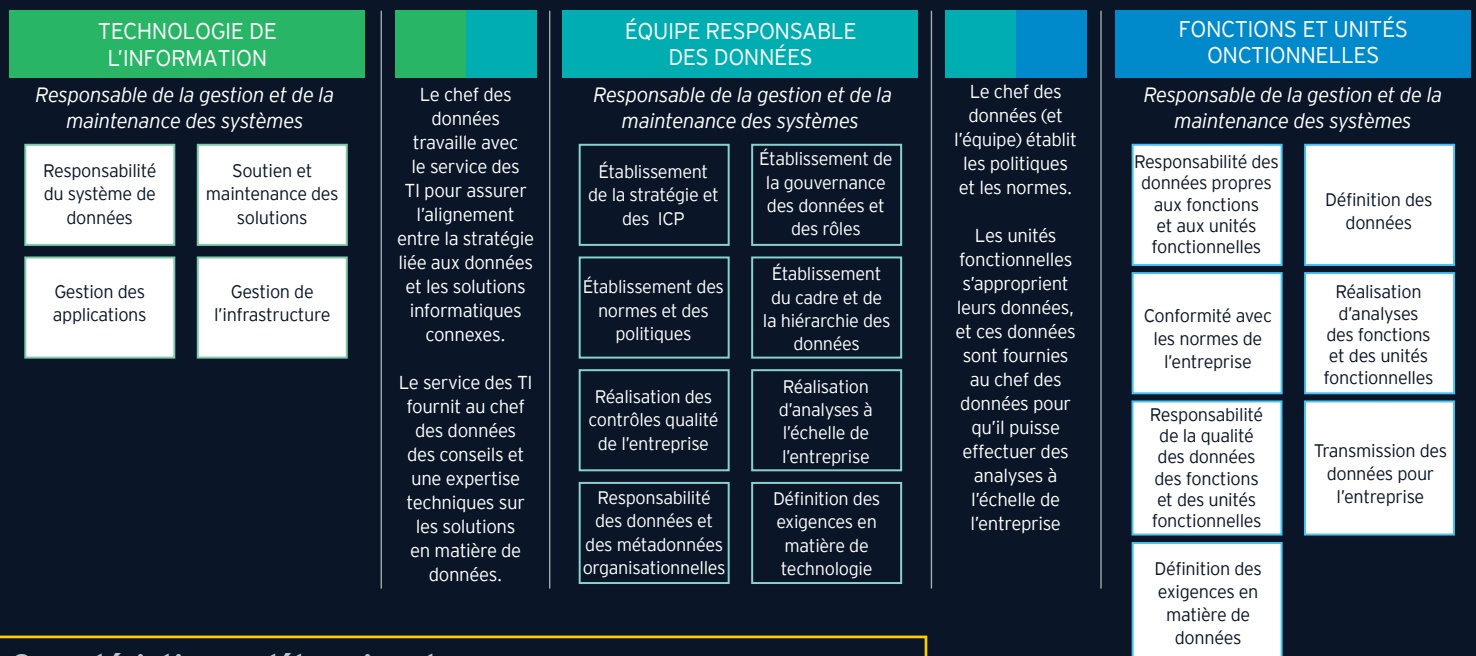 TECHNOLOGIE DE
L'INFORMATION
Responsable de la gestion et de la
maintenance des systèmes
Responsabilité
du système de
données
Soutien et
maintenance des
solutions
Gestion des
applications
Gestion de
l'infrastructure
Le chef des
données
travaille avec
le service des
TI pour assurer
l'alignement
entre la stratégie
liée aux données
et les solutions
informatiques
connexes.
Le service des TI
fournit au chef
des données
des conseils et
une expertise
techniques sur
les solutions
en matière de
données.
ÉQUIPE RESPONSABLE
DES DONNÉES
Responsable de la gestion et de la
maintenance des systèmes
Établissement
de la stratégie et
des ICP
Établissement de
la gouvernance
des données et
des rôles
Établissement des
normes et des
politiques
Établissement
du cadre et de
la hiérarchie des
données
Réalisation des
contrôles qualité
de l'entreprise
Réalisation
d'analyses à
l'échelle de
l'entreprise
Responsabilité
des données et
des métadonnées
organisationnelles
Définition des
exigences en
matière de
technologie
Le chef des
données (et
l'équipe) établit
les politiques
et les normes.
Les unités
fonctionnelles
s'approprient
leurs données,
et ces données
sont fournies
au chef des
données pour
qu'il puisse
effectuer des
analyses à
l'échelle de
l'entreprise
FONCTIONS ET UNITÉS
ONCTIONNELLES
Responsable de la gestion et de la
maintenance des systèmes
Responsabilité des
données propres
aux fonctions
et aux unités
fonctionnelles
Définition des
données
Conformité avec
les normes de
l'entreprise
Réalisation
d'analyses
des fonctions
et des unités
fonctionnelles
Responsabilité
de la qualité
des données
des fonctions
et des unités
fonctionnelles
Transmission des
données pour
l'entreprise
Définition des
exigences en
matière de
données